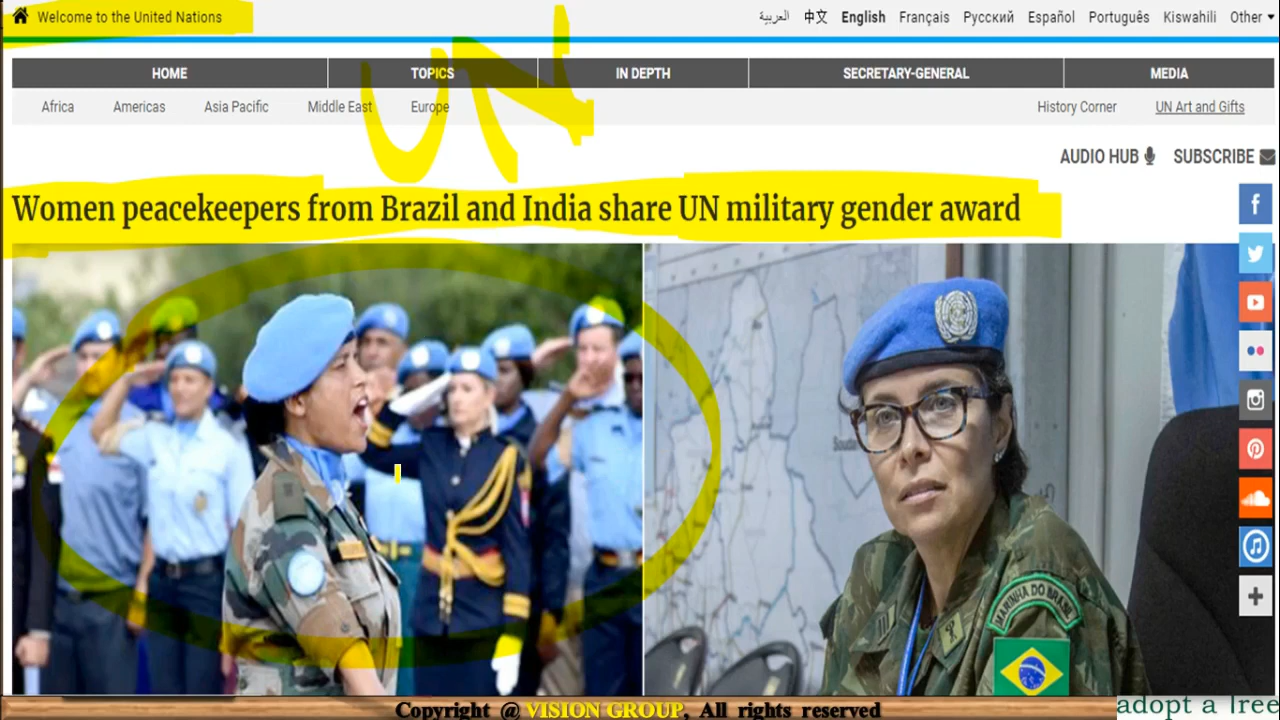 Welcome to the United Nations
العربية 中文 English Français Русский Español Português Kiswahili Other
UN
HOME TOPICS IN DEPTH SECRETARY-GENERAL MEDIA
Africa Americas Asia Pacific Middle East Europe History Corner UN Art and Gifts
AUDIO HUB SUBSCRIBE
Women peacekeepers from Brazil and India share UN military gender award
MARINHA DO BRASIL
Copyright @ VISION GROUP, All rights reserved
adopt a Tree